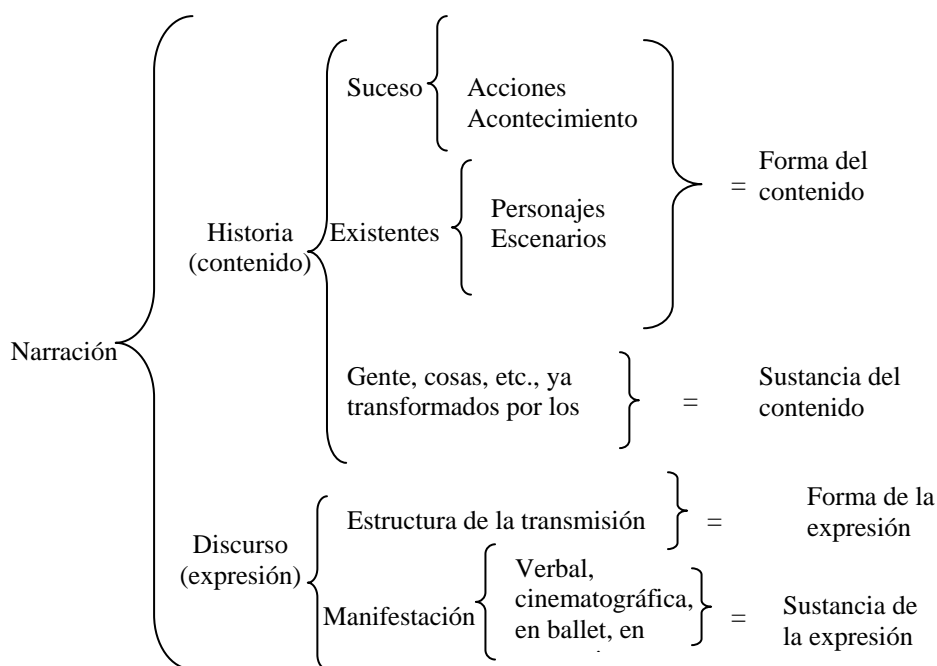 Suceso
Acciones
Acontecimiento
Forma del
contenido
=
Personajes
Escenarios
Existentes
Historia
(contenido)
Narración
Gente, cosas, etc., ya
transformados por los
=
Sustancia del
contenido
Estructura de la transmisión
=
Forma de la
expresión
Discurso
(expresión)
Manifestación
Verbal,
cinematográfica,
en ballet, en
=
Sustancia de
la expresión